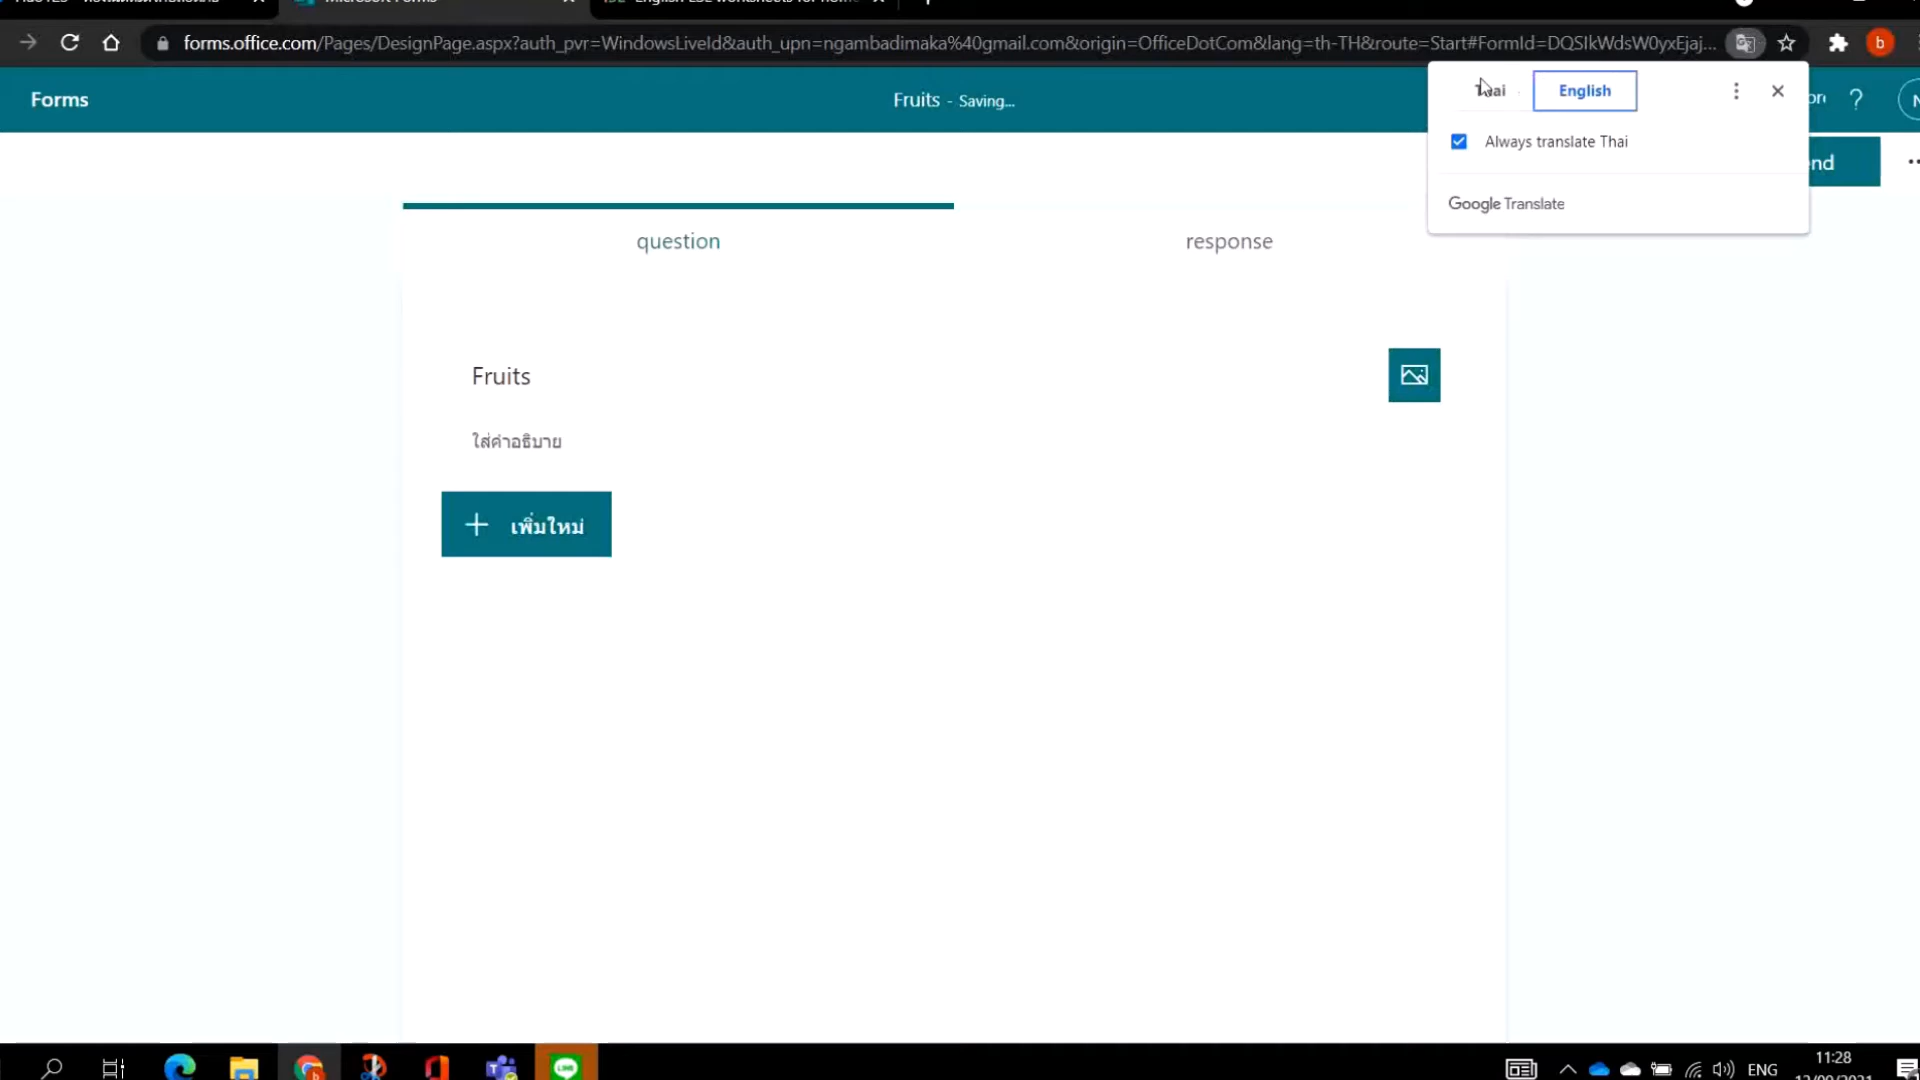 forms.office.com/Pages/DesignPage.aspx?auth_pvr=WindowsLiveId&auth_upn=ngambadimaka%40gmail.com&origin=OfficeDotCom&lang=th-TH&route=Start#FormId=DQSIkWdsW0yxEjaj...
b
Forms
Fruits - Saving...
Thai
English
?
Always translate Thai
Google Translate
question
response
Fruits
ใส่คำอธิบาย
+ เพิ่มใหม่
ENG
11:28